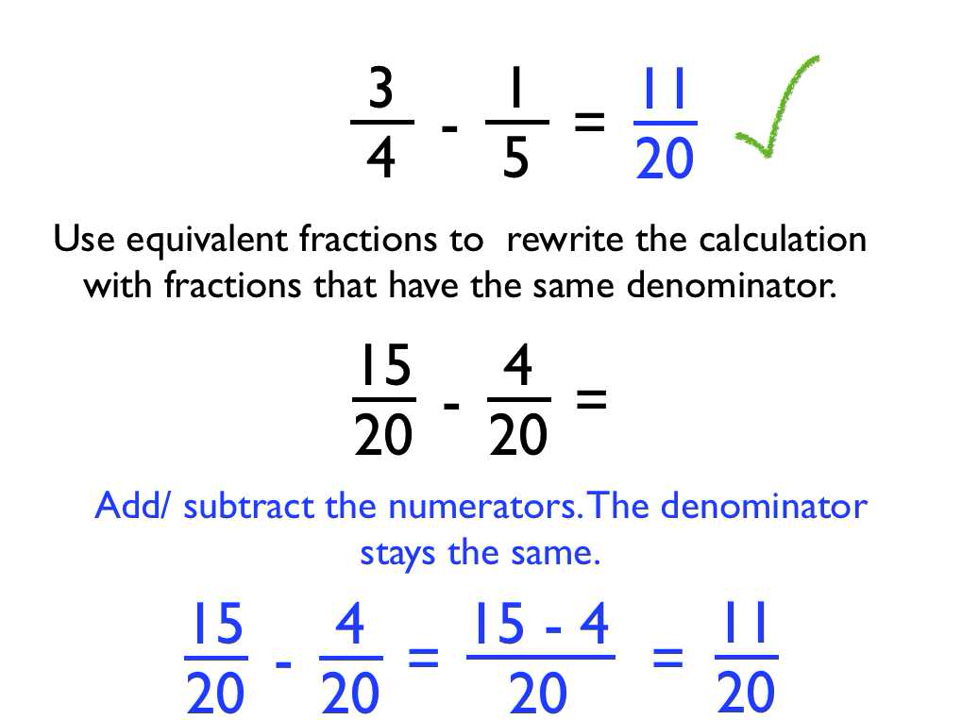 3/4 - 1/5 = 11/20
Use equivalent fractions to rewrite the calculation
with fractions that have the same denominator.
15/20 - 4/20 =
Add/ subtract the numerators. The denominator
stays the same.
15/20 - 4/20 = 15 - 4/20 = 11/20